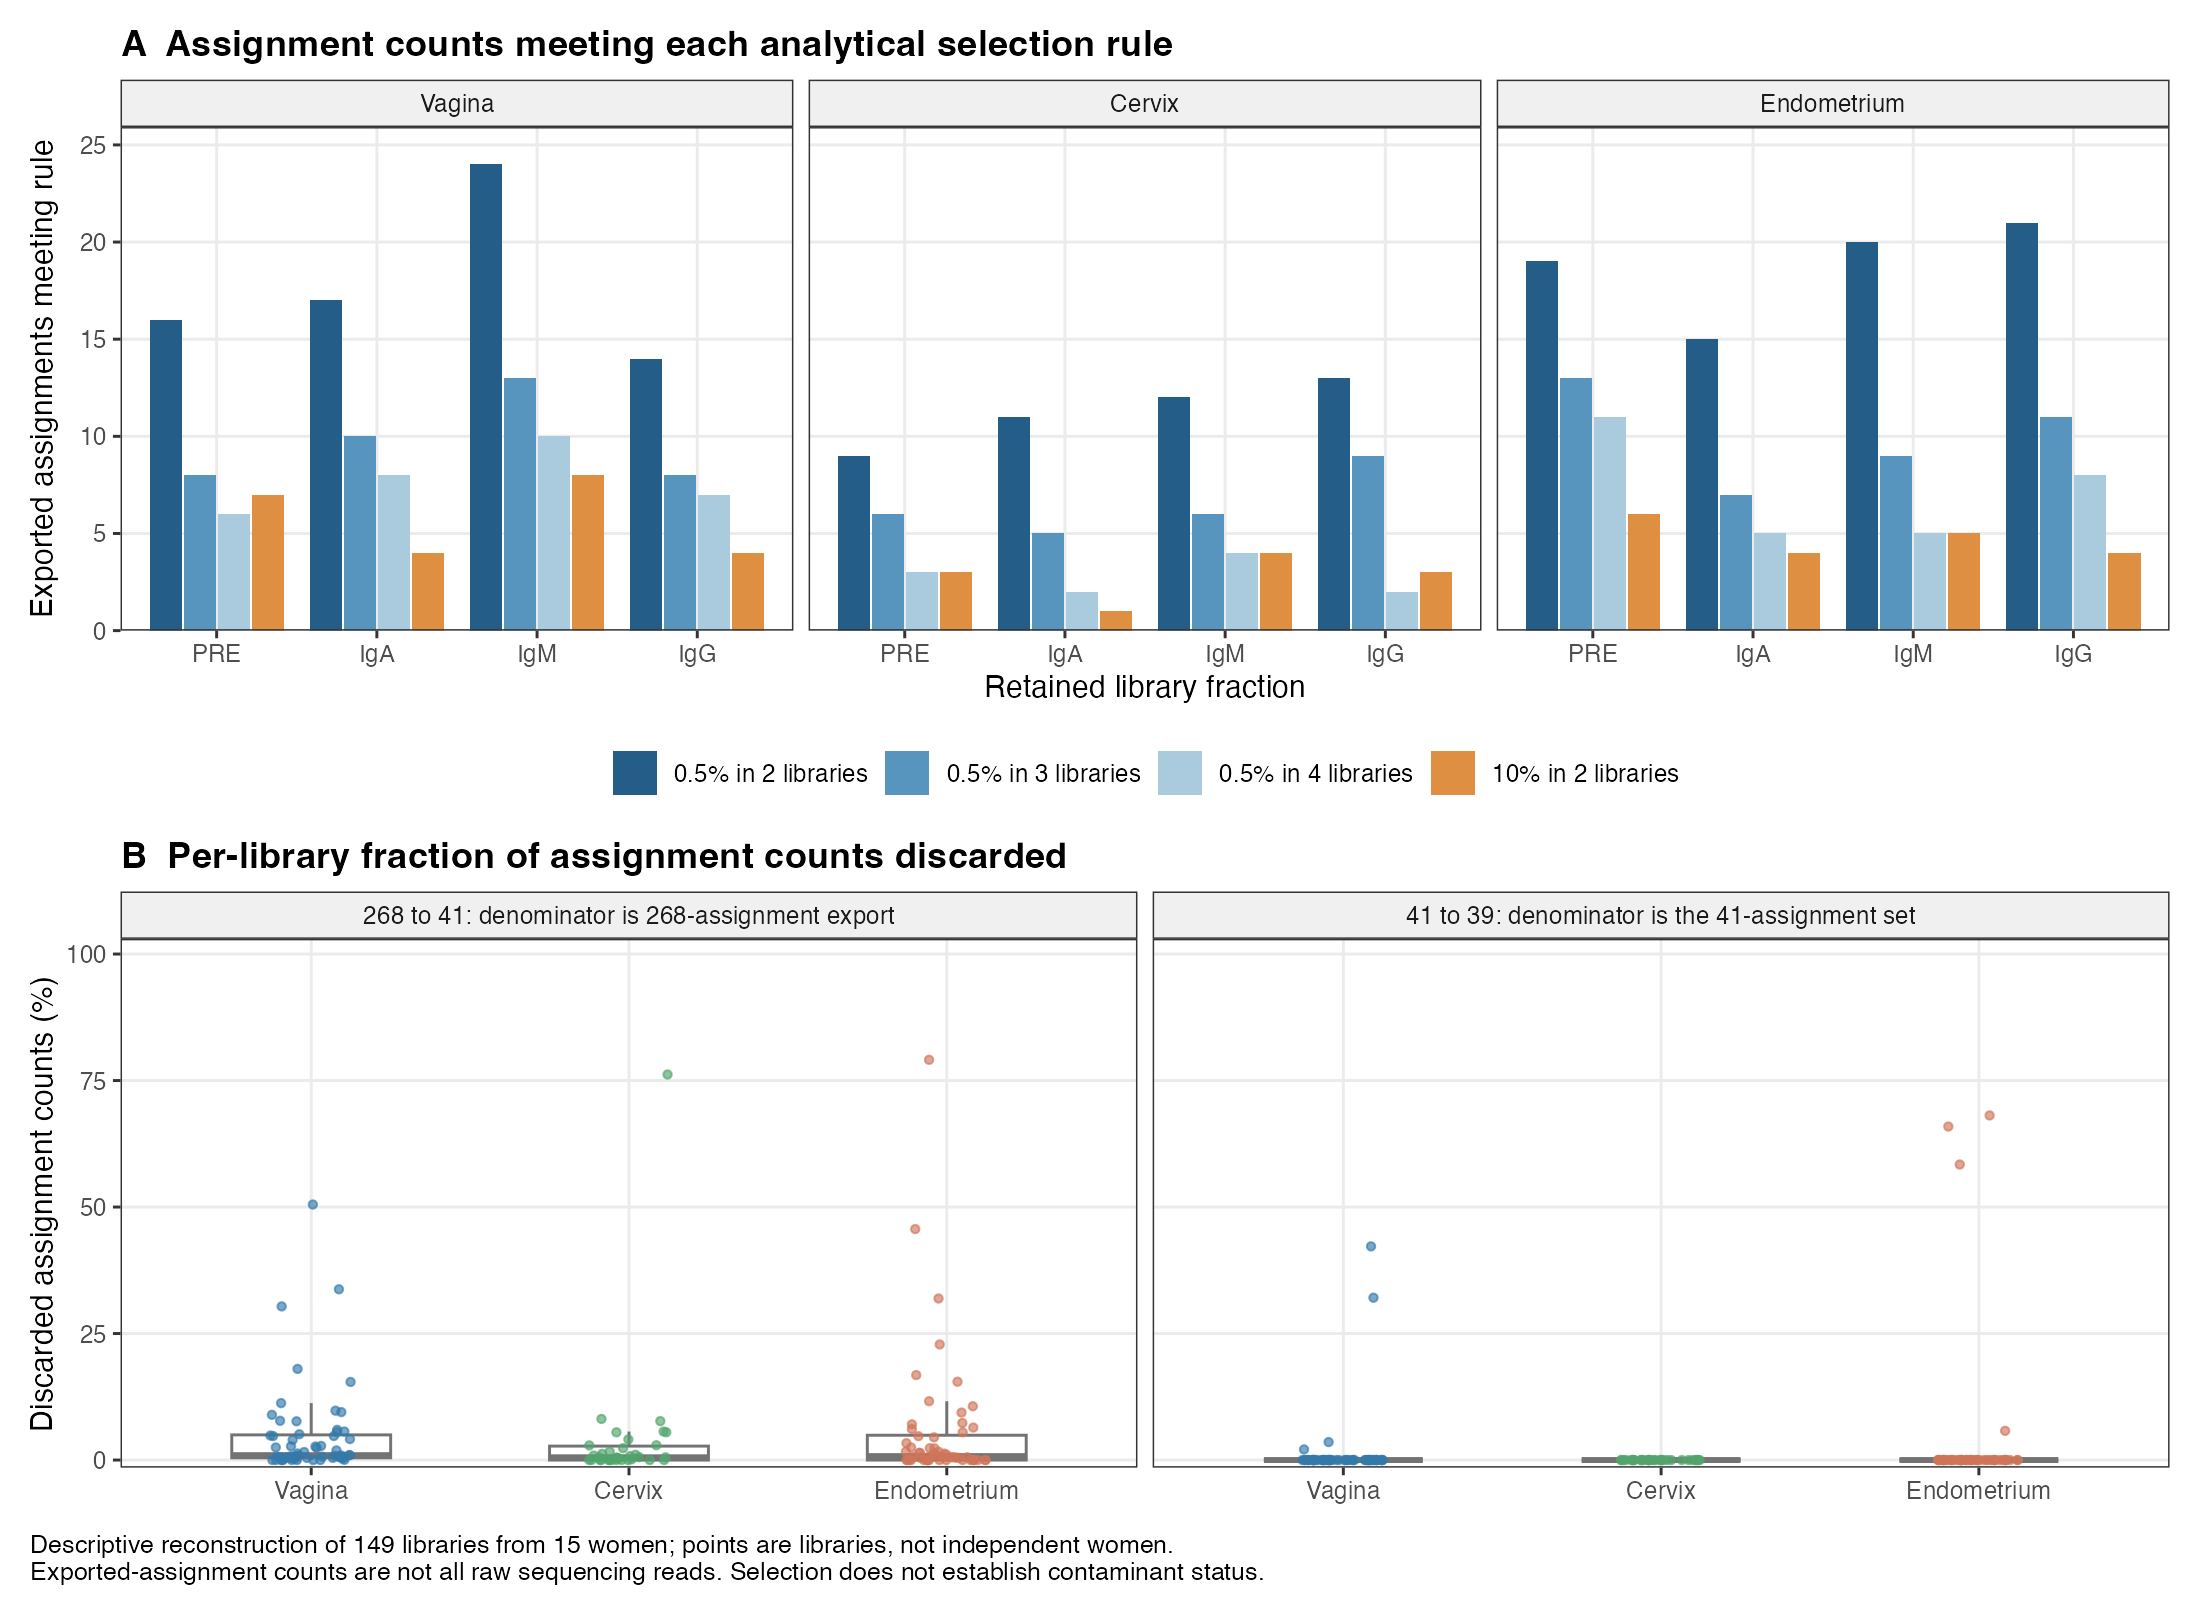 A Assignment counts meeting each analytical selection rule
Vagina
Cervix
Endometrium
Exported assignments meeting rule
25
20
15
10
5
0
PRE IgA IgM IgG
PRE IgA IgM IgG
PRE IgA IgM IgG
Retained library fraction
0.5% in 2 libraries
0.5% in 3 libraries
0.5% in 4 libraries
10% in 2 libraries
B Per-library fraction of assignment counts discarded
268 to 41: denominator is 268-assignment export
41 to 39: denominator is the 41-assignment set
Discarded assignment counts (%)
100
75
50
25
0
Vagina Cervix Endometrium
Vagina Cervix Endometrium
Descriptive reconstruction of 149 libraries from 15 women; points are libraries, not independent women.
Exported-assignment counts are not all raw sequencing reads. Selection does not establish contaminant status.